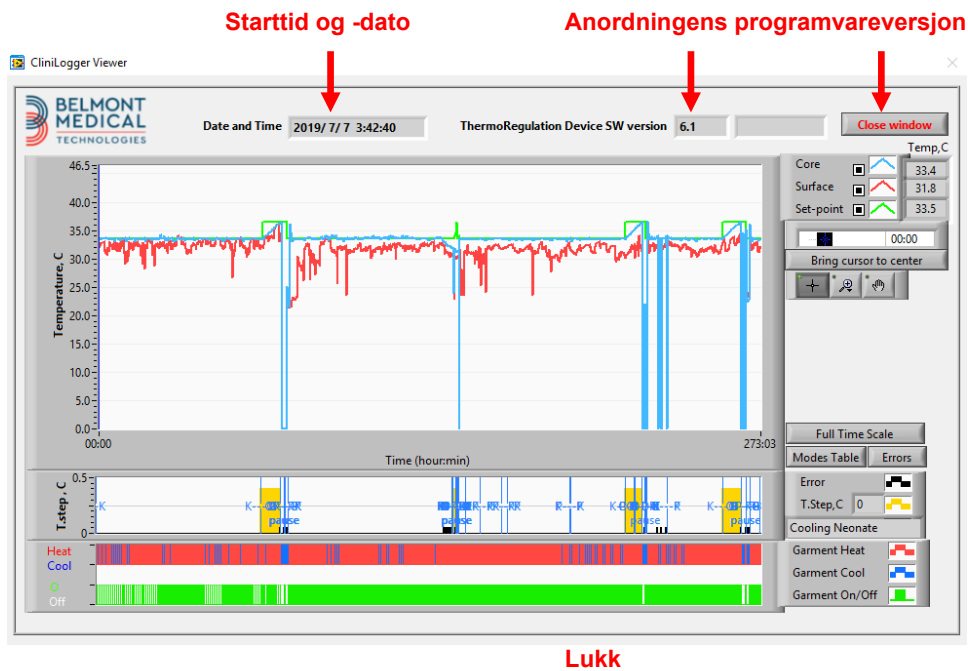 Starttid og -dato
Anordningens programvareversjon
CliniLogger Viewer
BELMONT
MEDICAL
TECHNOLOGIES
Date and Time 2019/ 7/ 7 3:42:40
ThermoRegulation Device SW version 6.1
Close window
Temp,C
Core 33.4
Surface 31.8
Set-point 33.5
00:00
Bring cursor to center
Temperature, C
46.5
40.0
35.0
30.0
25.0
20.0
15.0
10.0
5.0
0.0
00:00
273:03
Time (hour:min)
Full Time Scale
Modes Table
Errors
T.step , C
0.5
0
K
K
pause
pause
pause
Error
T.Step,C 0
Cooling Neonate
Heat
Cool
O
Off
Garment Heat
Garment Cool
Garment On/Off
Lukk